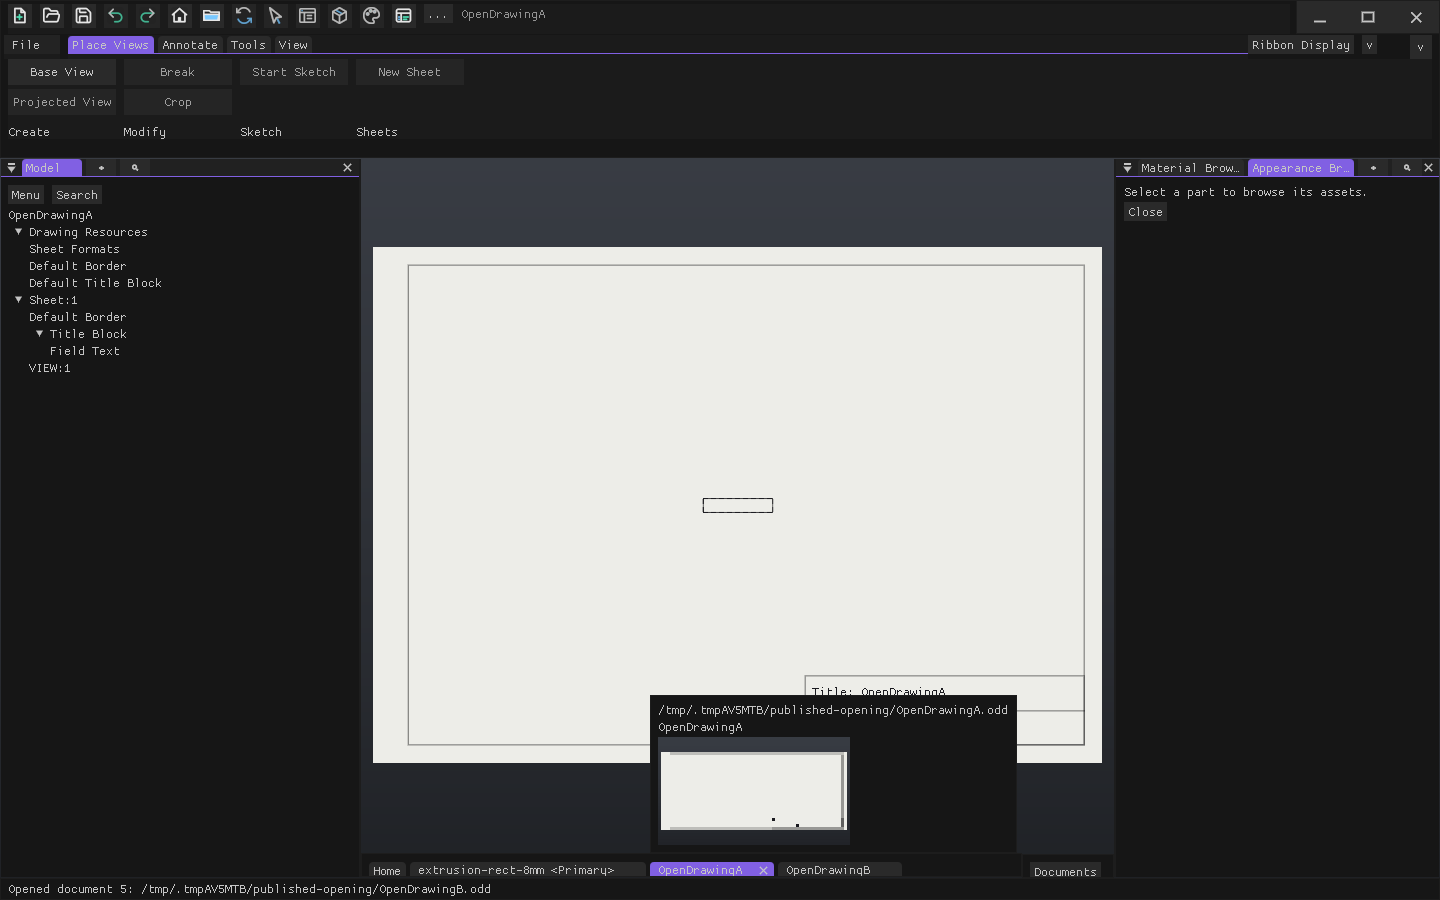 ... OpenDrawingA
File Place Views Annotate Tools View Ribbon Display v v
Base View Break Start Sketch New Sheet
Projected View Crop
Create Modify Sketch Sheets
Model Material Brow… Appearance Br…
Menu Search
OpenDrawingA
Drawing Resources
Sheet Formats
Default Border
Default Title Block
Sheet:1
Default Border
Title Block
Field Text
VIEW:1
Select a part to browse its assets.
Close
Title: OpenDrawingA
/tmp/.tmpAV5MTB/published-opening/OpenDrawingA.odd
OpenDrawingA
Home extrusion-rect-8mm <Primary> OpenDrawingA OpenDrawingB Documents
Opened document 5: /tmp/.tmpAV5MTB/published-opening/OpenDrawingB.odd